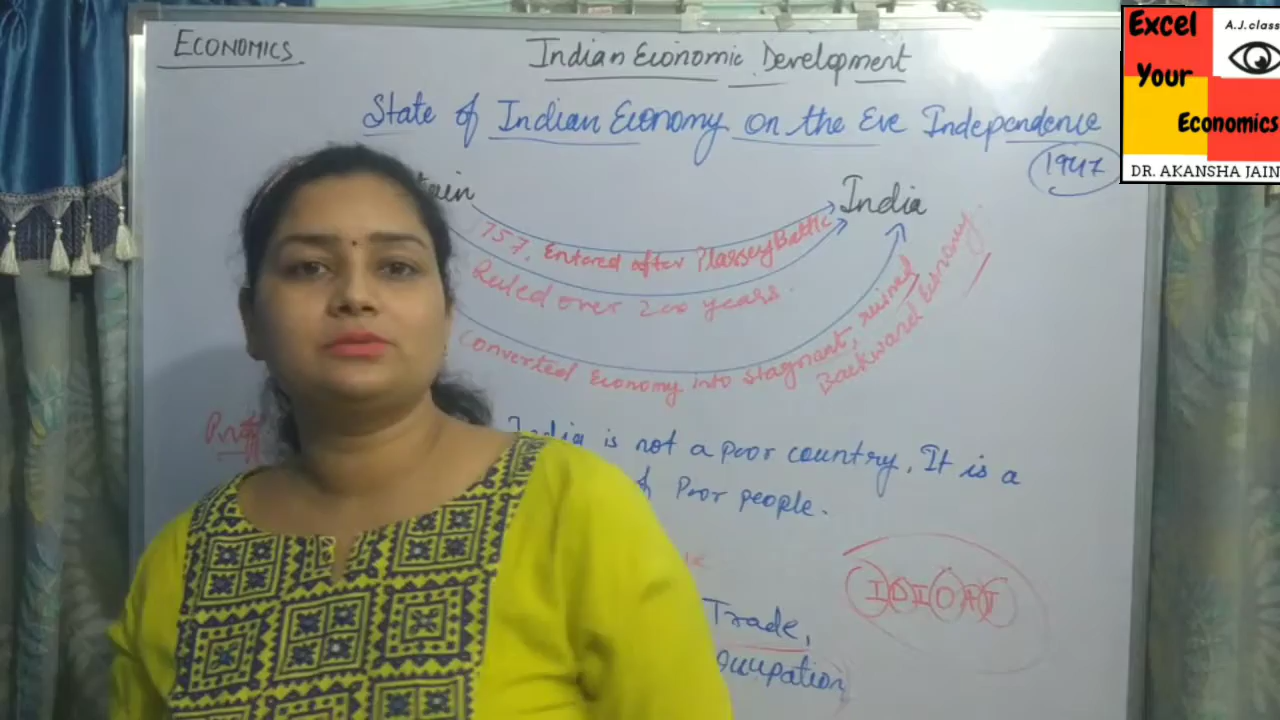 ECONOMICS
Indian Economic Development
State of Indian Economy on the Eve Independence
1947
India
757, Entered after Plassey Battle
Ruled over 200 years.
Converted Economy into stagnant, ruined
Backward Economy.
India is not a poor country, It is a
Poor people.
Trade,
Excel
Your
Economics
A.J.class
DR. AKANSHA JAIN